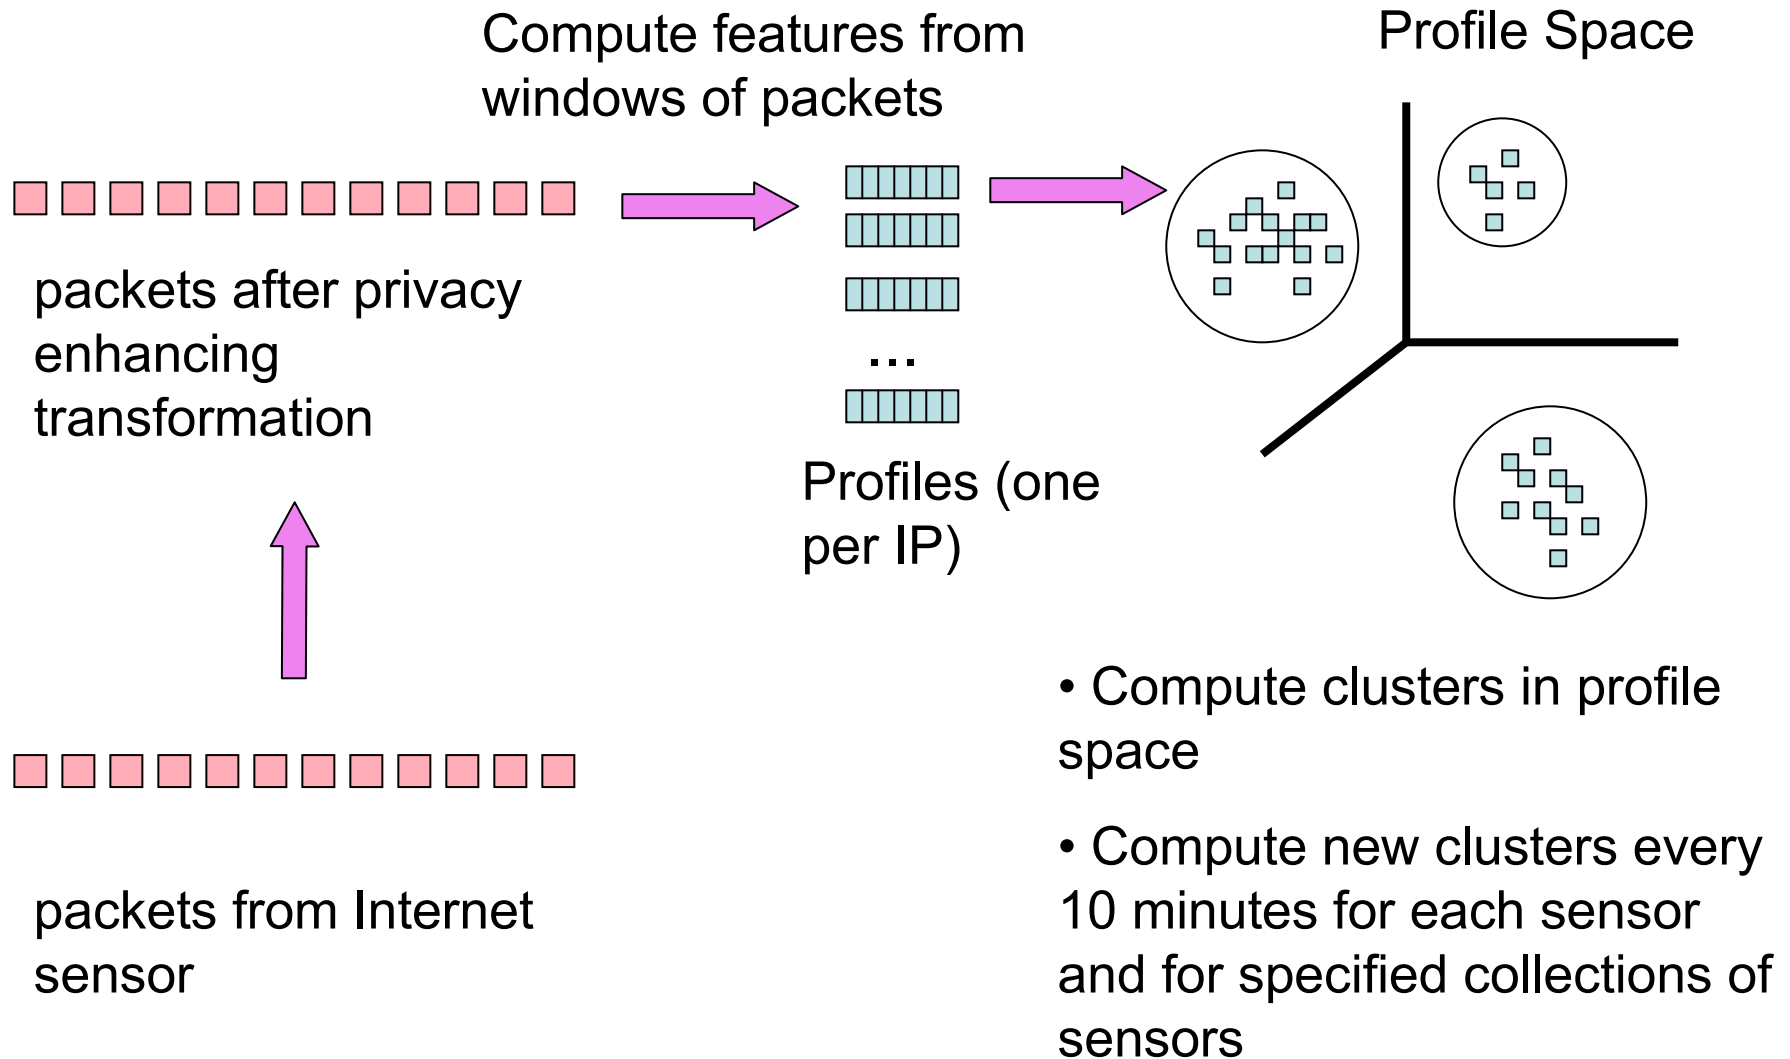 Compute features from
windows of packets
Profile Space
packets after privacy
enhancing
transformation
...
Profiles (one
per IP)
packets from Internet
sensor
• Compute clusters in profile
space
• Compute new clusters every
10 minutes for each sensor
and for specified collections of
sensors